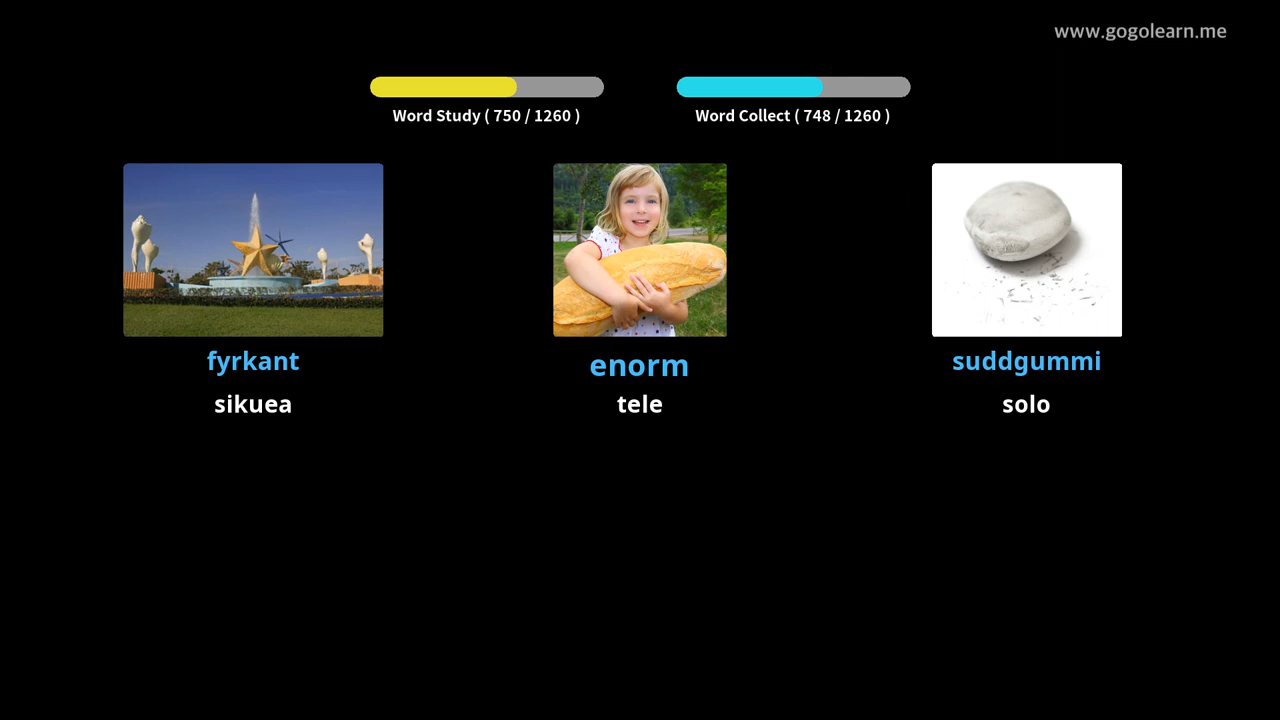 www.gogolearn.me
Word Study ( 750 / 1260 )
Word Collect ( 748 / 1260 )
fyrkant
enorm
suddgummi
sikuea
tele
solo